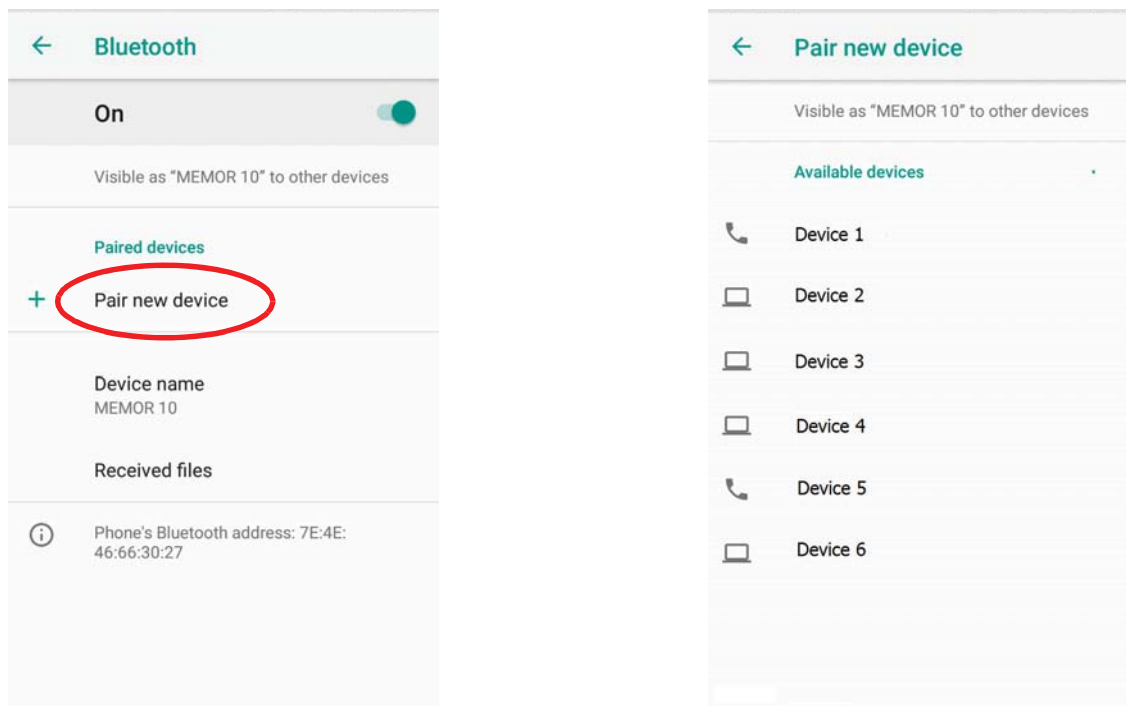 Bluetooth
On
Visible as "MEMOR 10" to other devices
Paired devices
+ Pair new device
Device name
MEMOR 10
Received files
Phone's Bluetooth address: 7E:4E:
46:66:30:27
Pair new device
Visible as "MEMOR 10" to other devices
Available devices
Device 1
Device 2
Device 3
Device 4
Device 5
Device 6